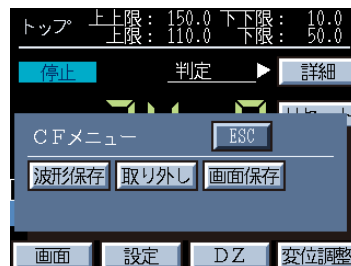 トップ 上上限： 150.0 下下限： 10.0
上限： 110.0 下限： 50.0
停止 判定 ▶ 詳細
CFメニュー ESC
波形保存 取り外し 画面保存
画面 設定 DZ 変位調整